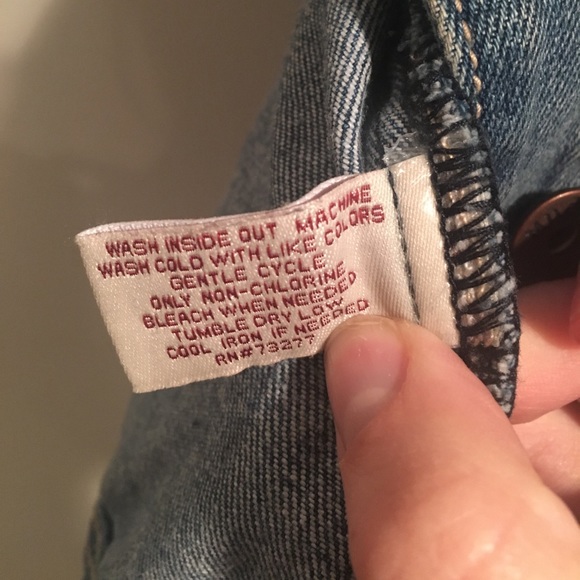 WASH INSIDE OUT MACHINE
WASH COLD WITH LIKE COLORS
GENTLE CYCLE
ONLY NON-CHLORINE
BLEACH WHEN NEEDED
TUMBLE DRY LOW
COOL IRON IF NEEDED
RN#73277